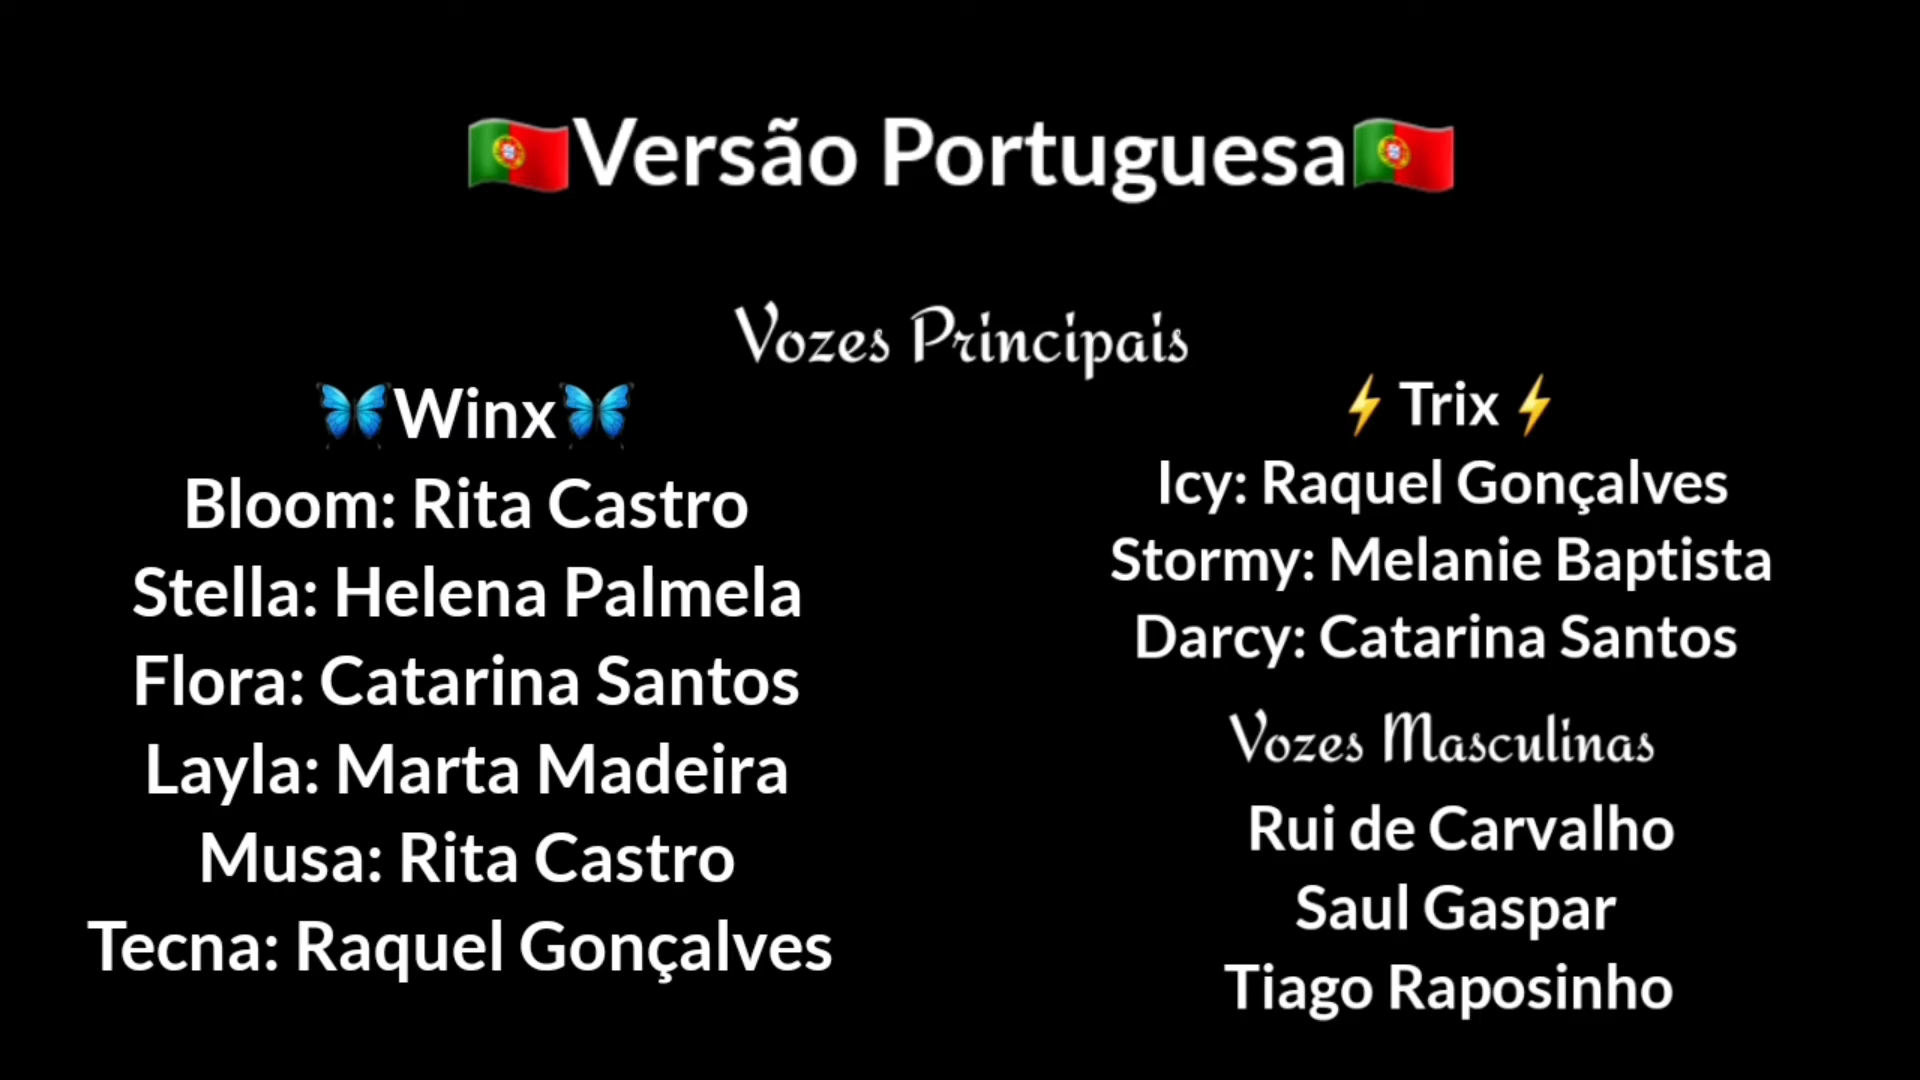 🇵🇹Versão Portuguesa🇵🇹
Vozes Principais
🦋Winx🦋
Bloom: Rita Castro
Stella: Helena Palmela
Flora: Catarina Santos
Layla: Marta Madeira
Musa: Rita Castro
Tecna: Raquel Gonçalves
⚡Trix⚡
Icy: Raquel Gonçalves
Stormy: Melanie Baptista
Darcy: Catarina Santos
Vozes Masculinas
Rui de Carvalho
Saul Gaspar
Tiago Raposinho